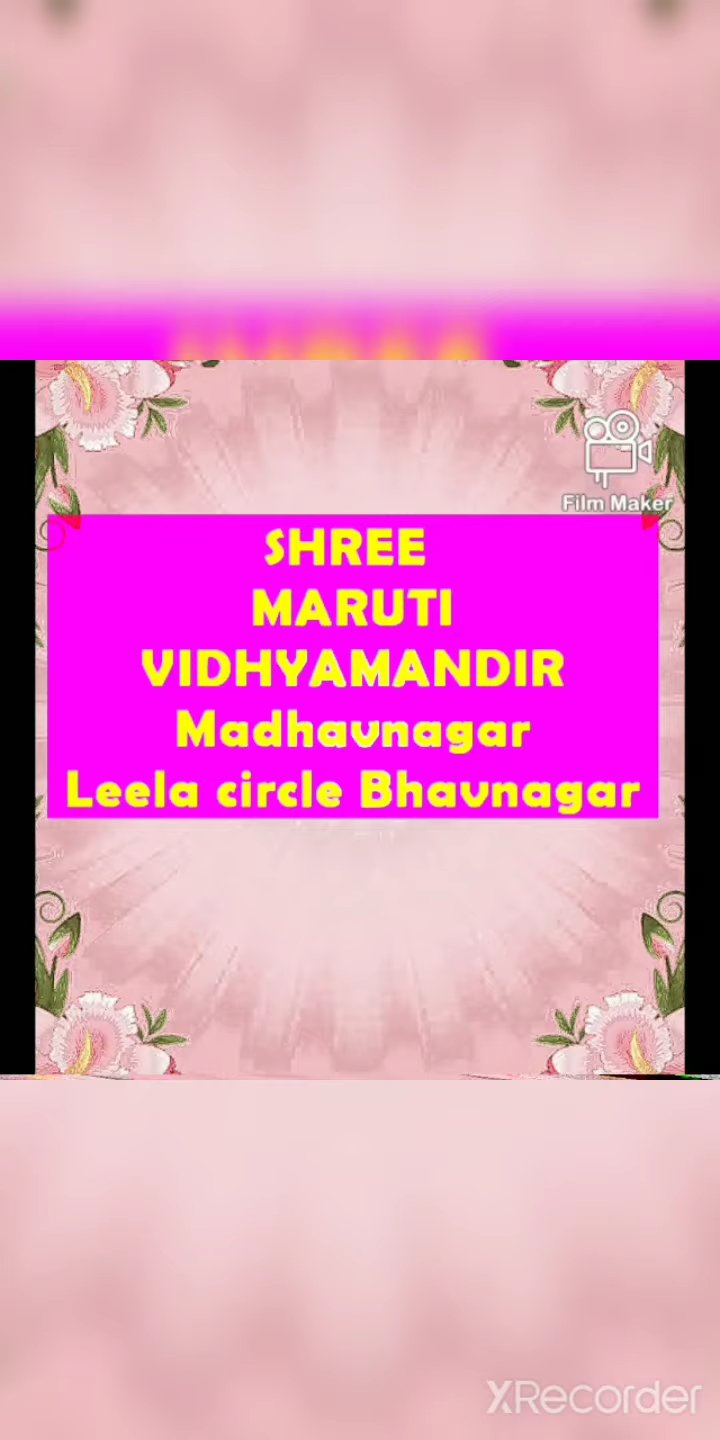 Film Maker
SHREE
MARUTI
VIDHYAMANDIR
Madhavnagar
Leela circle Bhavnagar
XRecorder